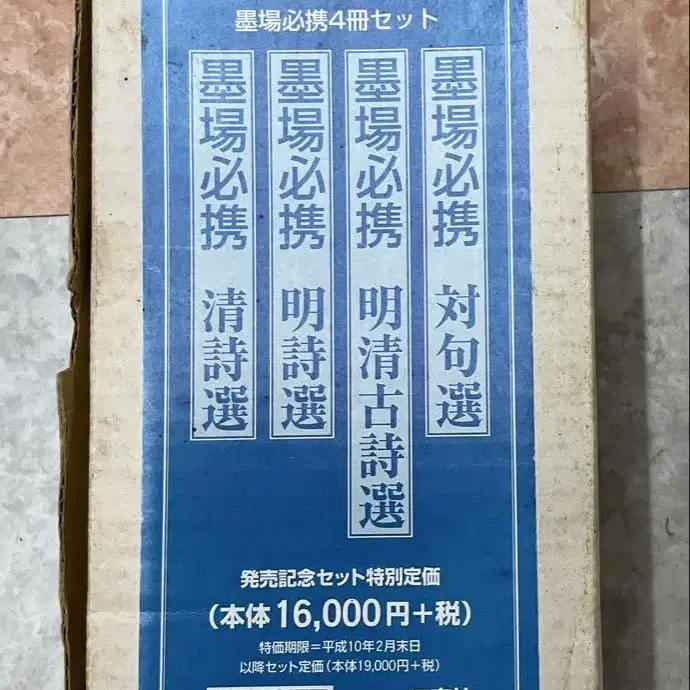 墨場必携4冊セット
墨場必携 対句選
墨場必携 明清古詩選
墨場必携 明詩選
墨場必携 清詩選
発売記念セット特別定価
(本体16,000円+税)
特価期限=平成10年2月末日
以降セット定価(本体19,000円+税)